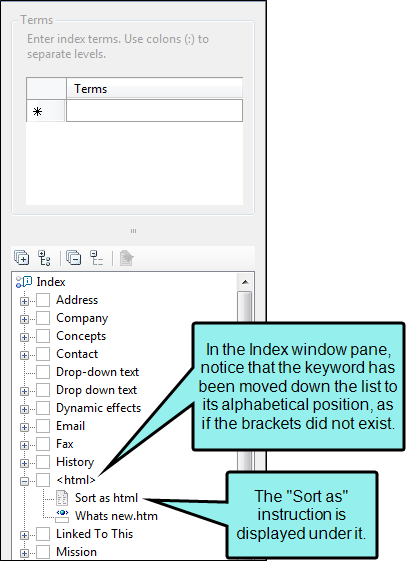 Terms
Enter index terms. Use colons (:) to
separate levels.
Terms
Index
Address
Company
Concepts
Contact
Drop-down text
Drop down text
Dynamic effects
Email
Fax
History
<html>
Sort as html
Whats new.htm
Linked To This
Mission
In the Index window pane,
notice that the keyword has
been moved down the list to
its alphabetical position, as
if the brackets did not exist.
The "Sort as"
instruction is
displayed under it.